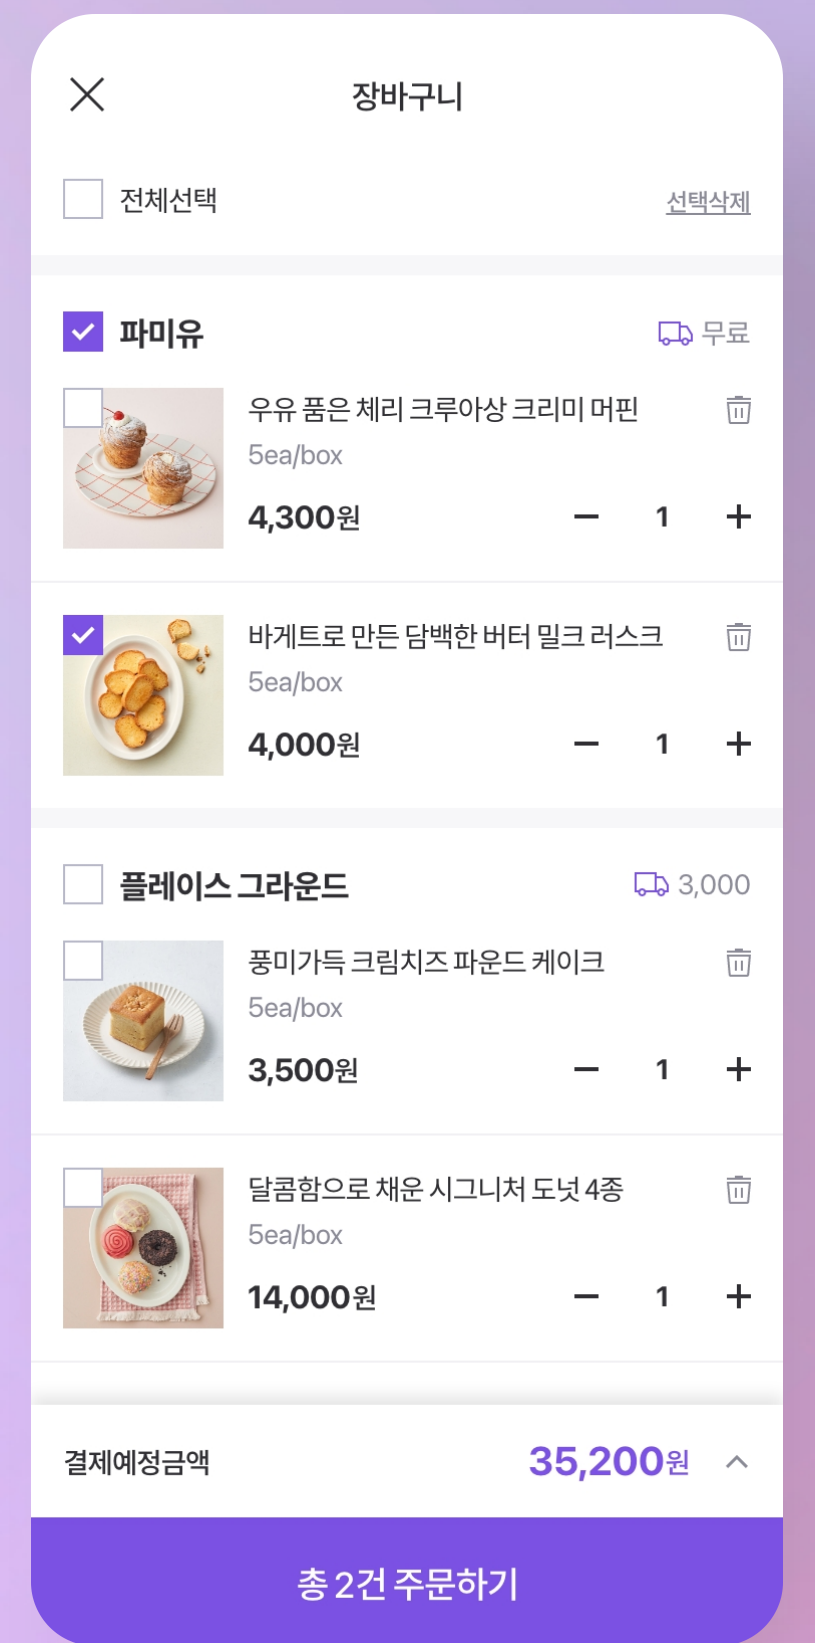 장바구니
전체선택 선택삭제
파미유 무료
우유 품은 체리 크루아상 크리미 머핀
5ea/box
4,300원 1
바게트로 만든 담백한 버터 밀크 러스크
5ea/box
4,000원 1
플레이스 그라운드 3,000
풍미가득 크림치즈 파운드 케이크
5ea/box
3,500원 1
달콤함으로 채운 시그니처 도넛 4종
5ea/box
14,000원 1
결제예정금액 35,200원
총 2건 주문하기